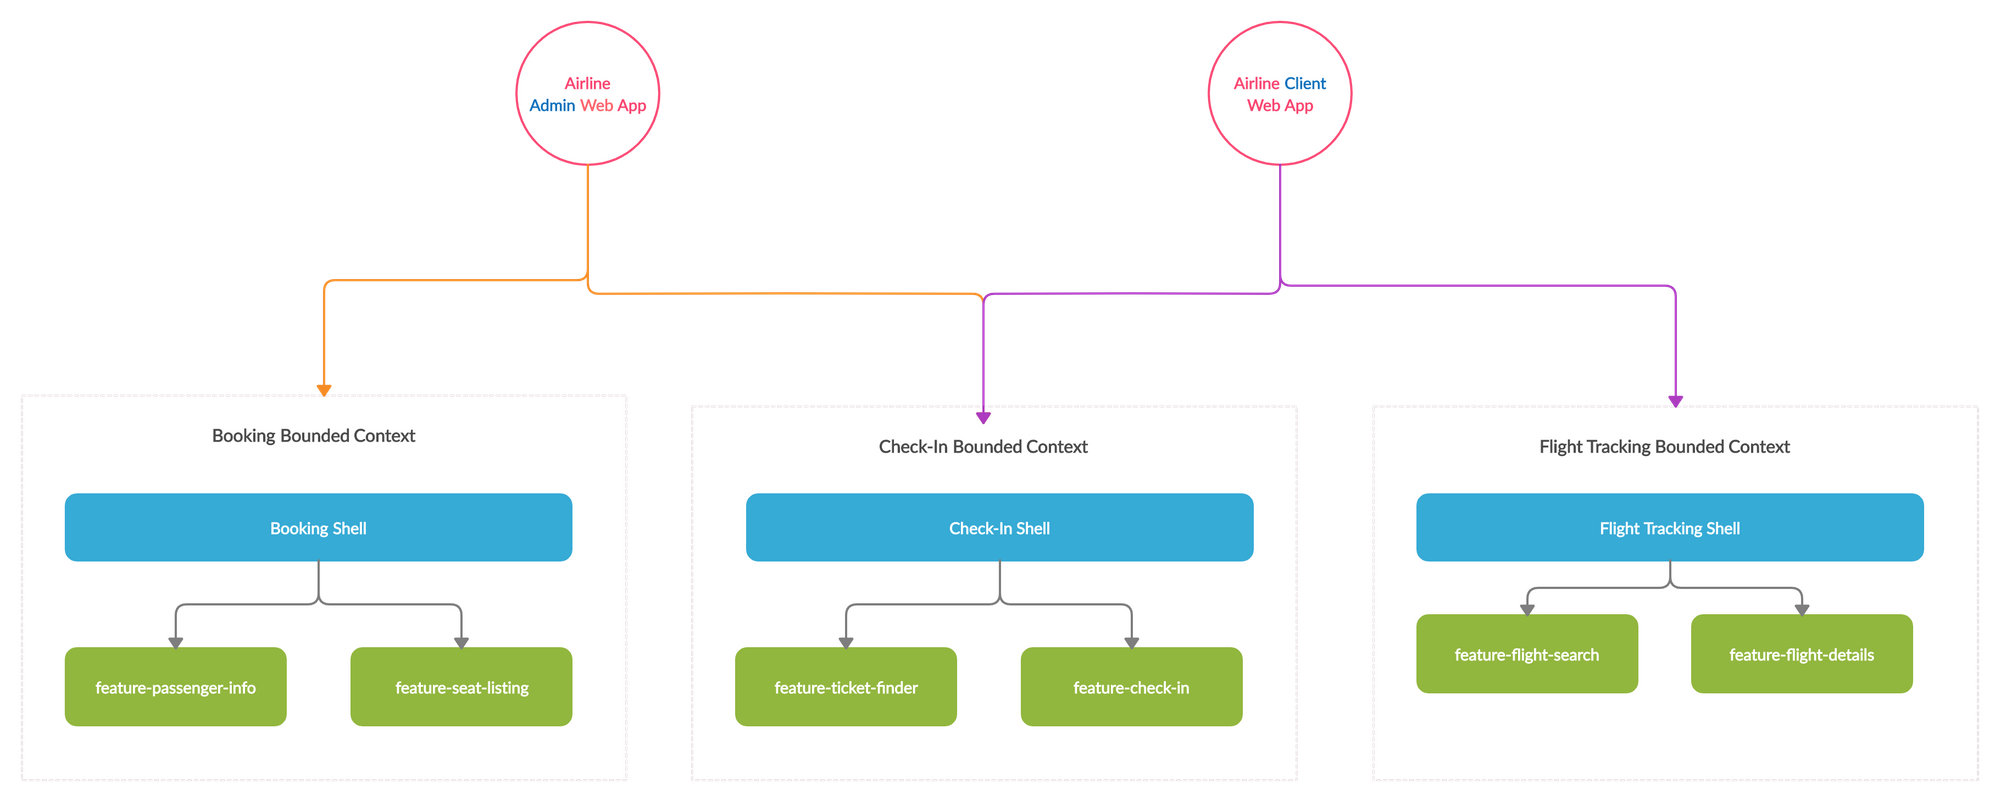 Airline
Admin Web App
Airline Client
Web App
Booking Bounded Context
Check-In Bounded Context
Flight Tracking Bounded Context
Booking Shell
Check-In Shell
Flight Tracking Shell
feature-passenger-info
feature-seat-listing
feature-ticket-finder
feature-check-in
feature-flight-search
feature-flight-details